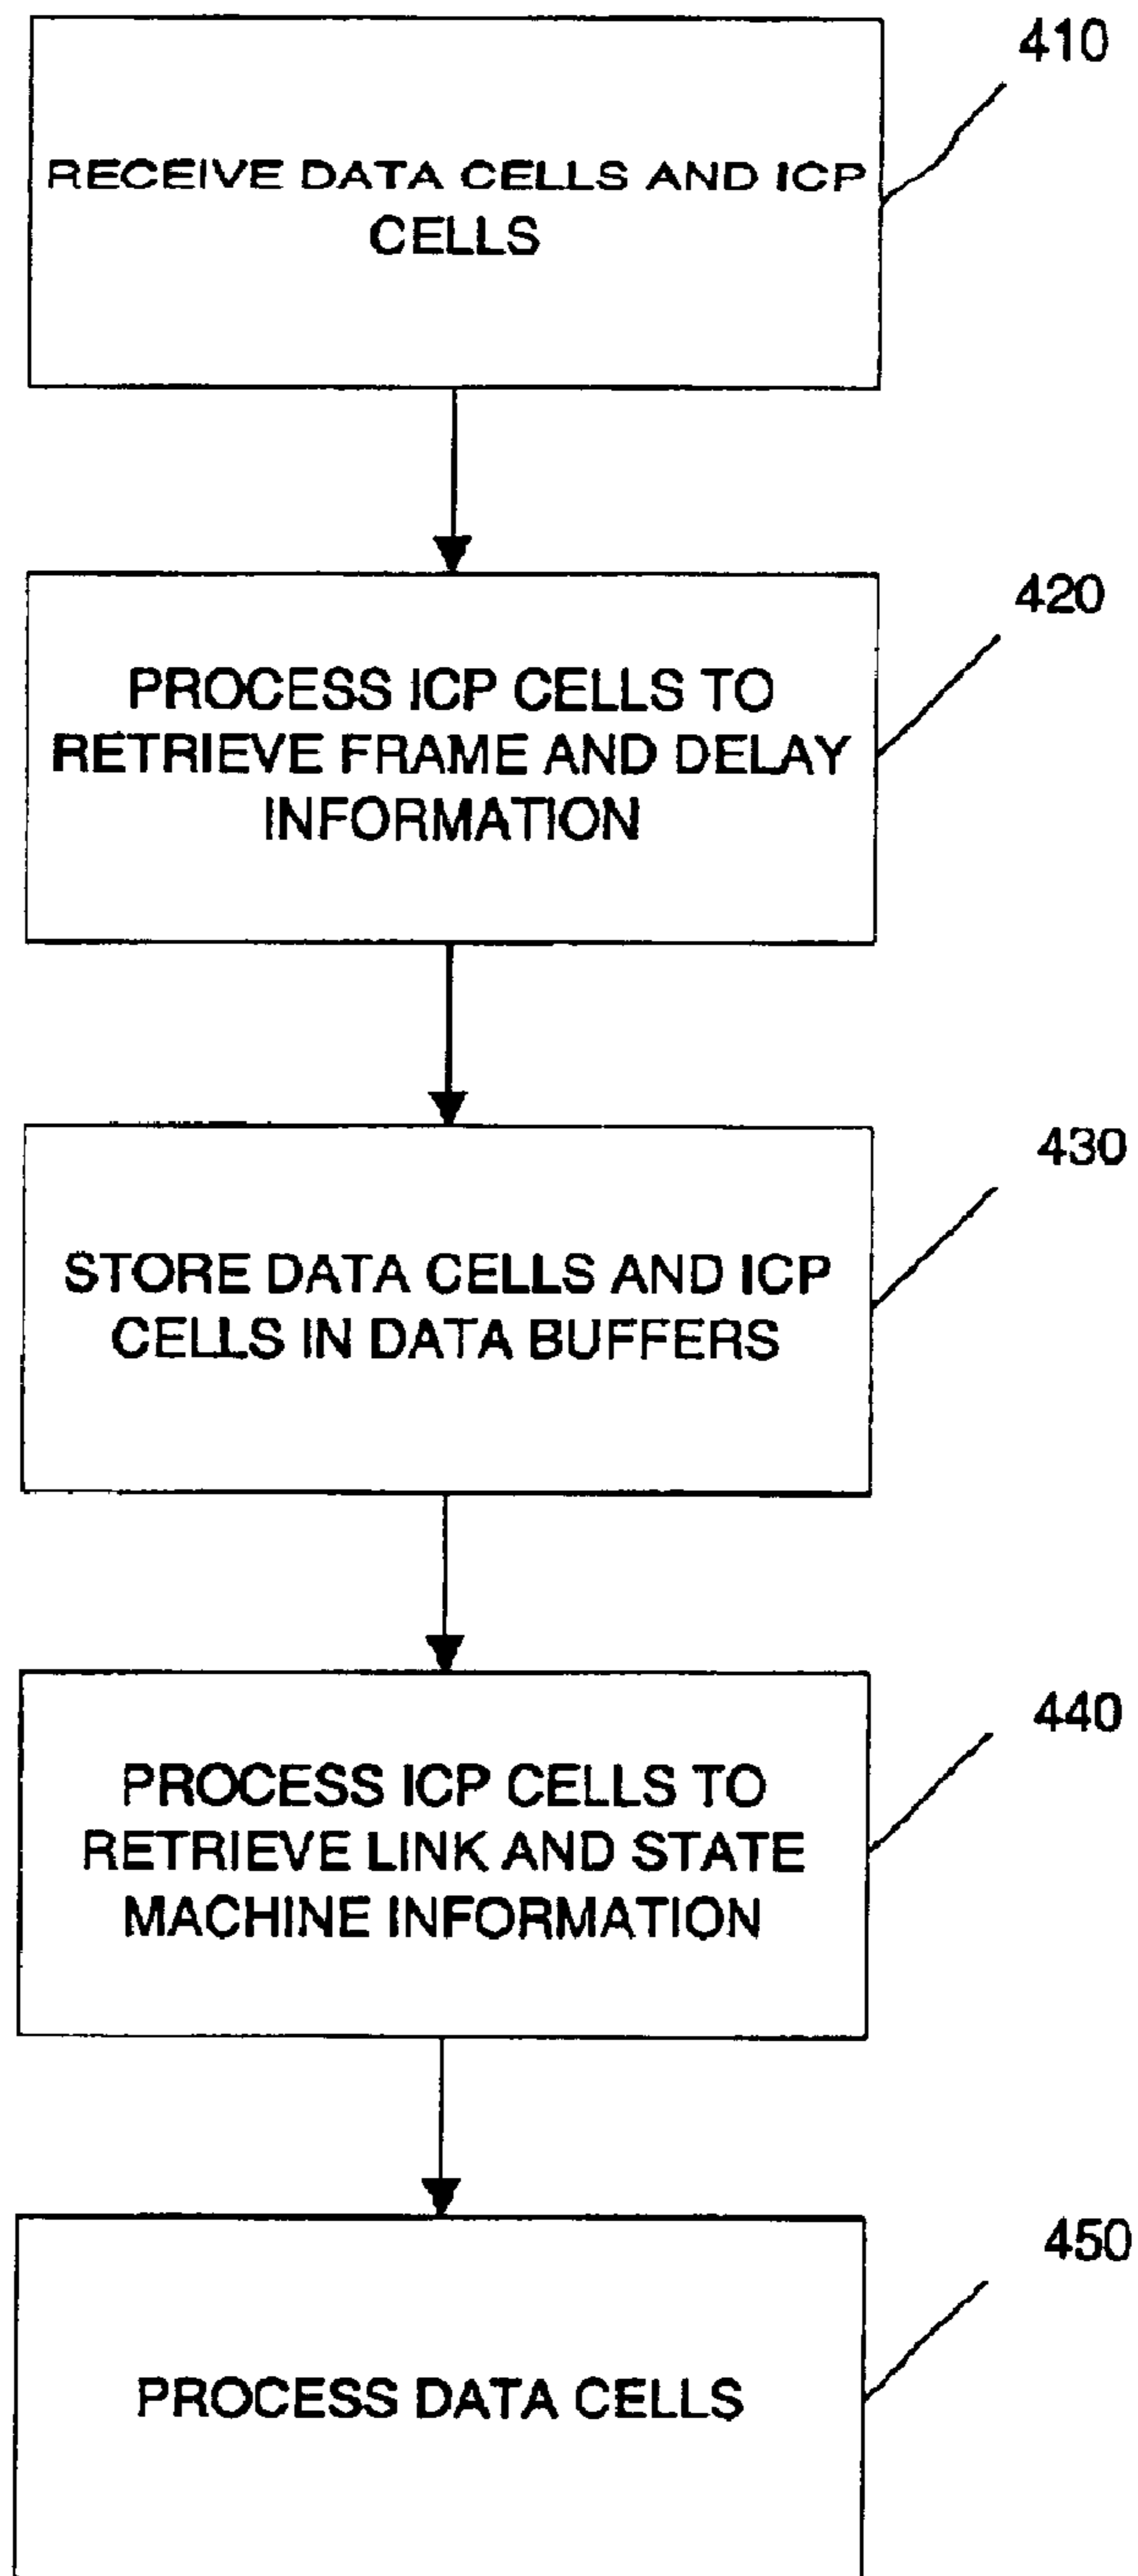 410
RECEIVE DATA CELLS AND ICP
CELLS
420
PROCESS ICP CELLS TO
RETRIEVE FRAME AND DELAY
INFORMATION
430
STORE DATA CELLS AND ICP
CELLS IN DATA BUFFERS
440
PROCESS ICP CELLS TO
RETRIEVE LINK AND STATE
MACHINE INFORMATION
450
PROCESS DATA CELLS